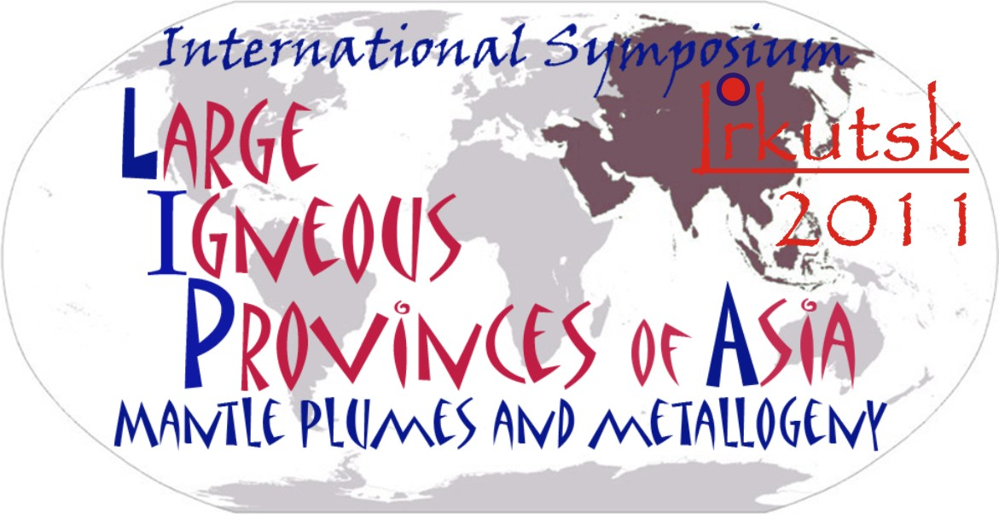 International Symposium
Irkutsk
2011
LARGE
IGNEOUS
PROVINCES OF ASIA
MANTLE PLUMES AND METALLOGENY